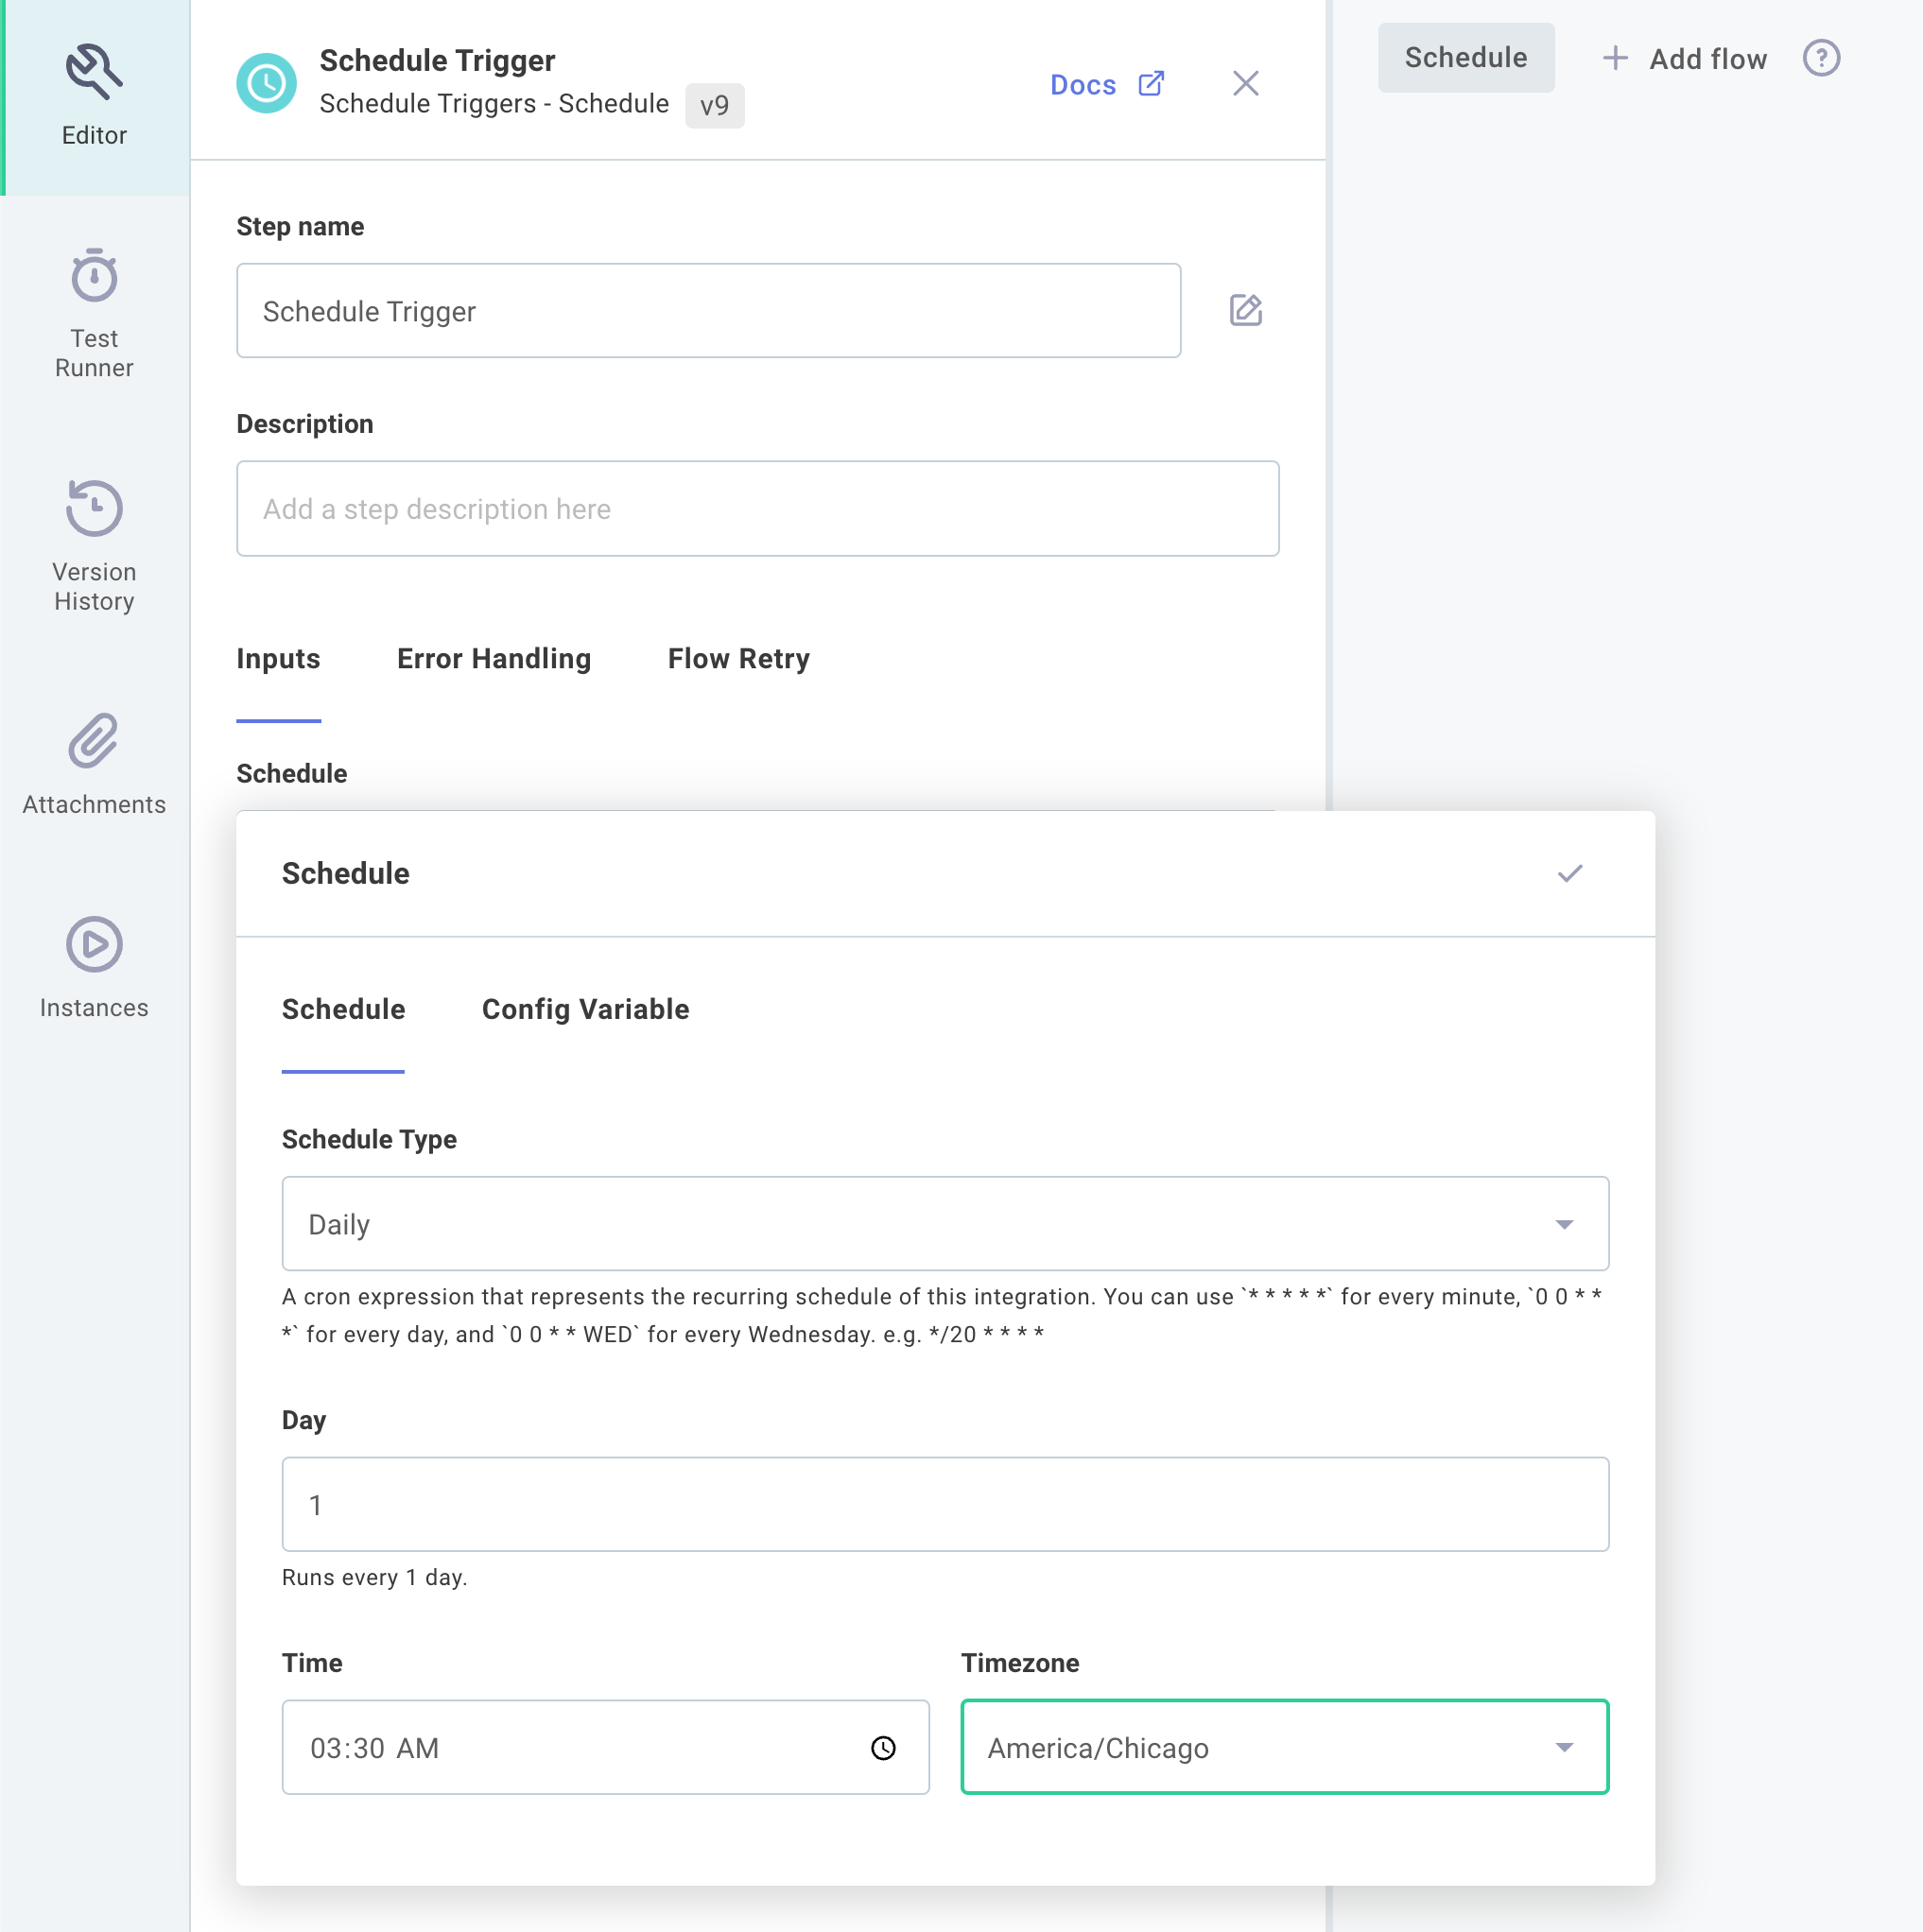 Editor
Test
Runner
Version
History
Attachments
Instances
Schedule Trigger
Schedule Triggers - Schedule v9
Docs
Schedule
Add flow
?
Step name
Schedule Trigger
Description
Add a step description here
Inputs Error Handling Flow Retry
Schedule
Schedule
Schedule Config Variable
Schedule Type
Daily
A cron expression that represents the recurring schedule of this integration. You can use `* * * * *` for every minute, `0 0 * *
*` for every day, and `0 0 * * WED` for every Wednesday. e.g. */20 * * * *
Day
1
Runs every 1 day.
Time Timezone
03:30 AM America/Chicago